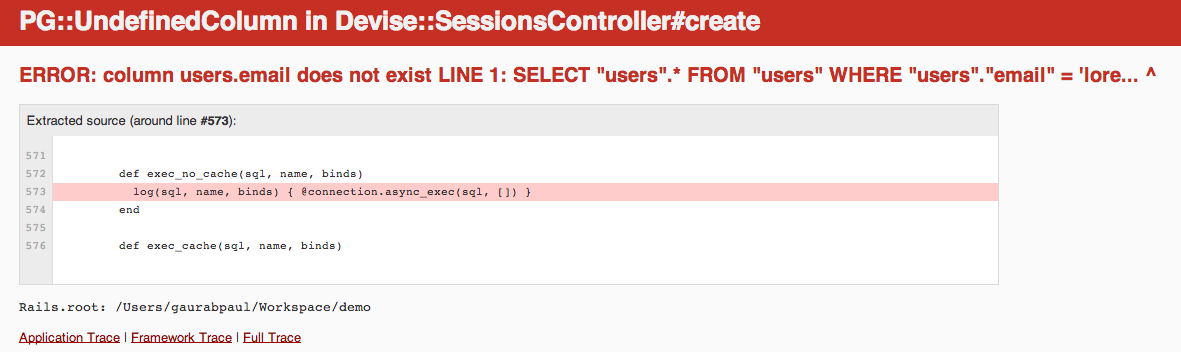 PG::UndefinedColumn in Devise::SessionsController#create
ERROR: column users.email does not exist LINE 1: SELECT "users".* FROM "users" WHERE "users"."email" = 'lore... ^
Extracted source (around line #573):
571
572 def exec_no_cache(sql, name, binds)
573 log(sql, name, binds) { @connection.async_exec(sql, []) }
574 end
575
576 def exec_cache(sql, name, binds)
Rails.root: /Users/gaurabpaul/Workspace/demo
Application Trace | Framework Trace | Full Trace